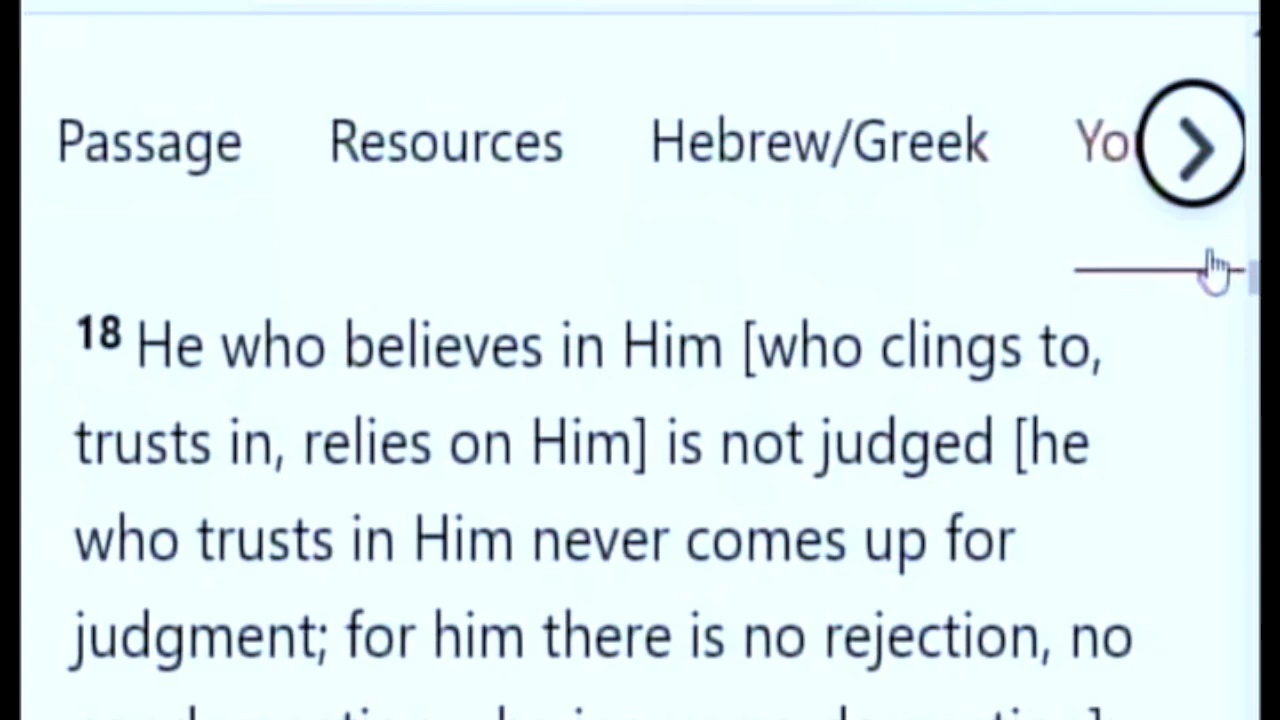 Passage Resources Hebrew/Greek
18 He who believes in Him [who clings to,
trusts in, relies on Him] is not judged [he
who trusts in Him never comes up for
judgment; for him there is no rejection, no